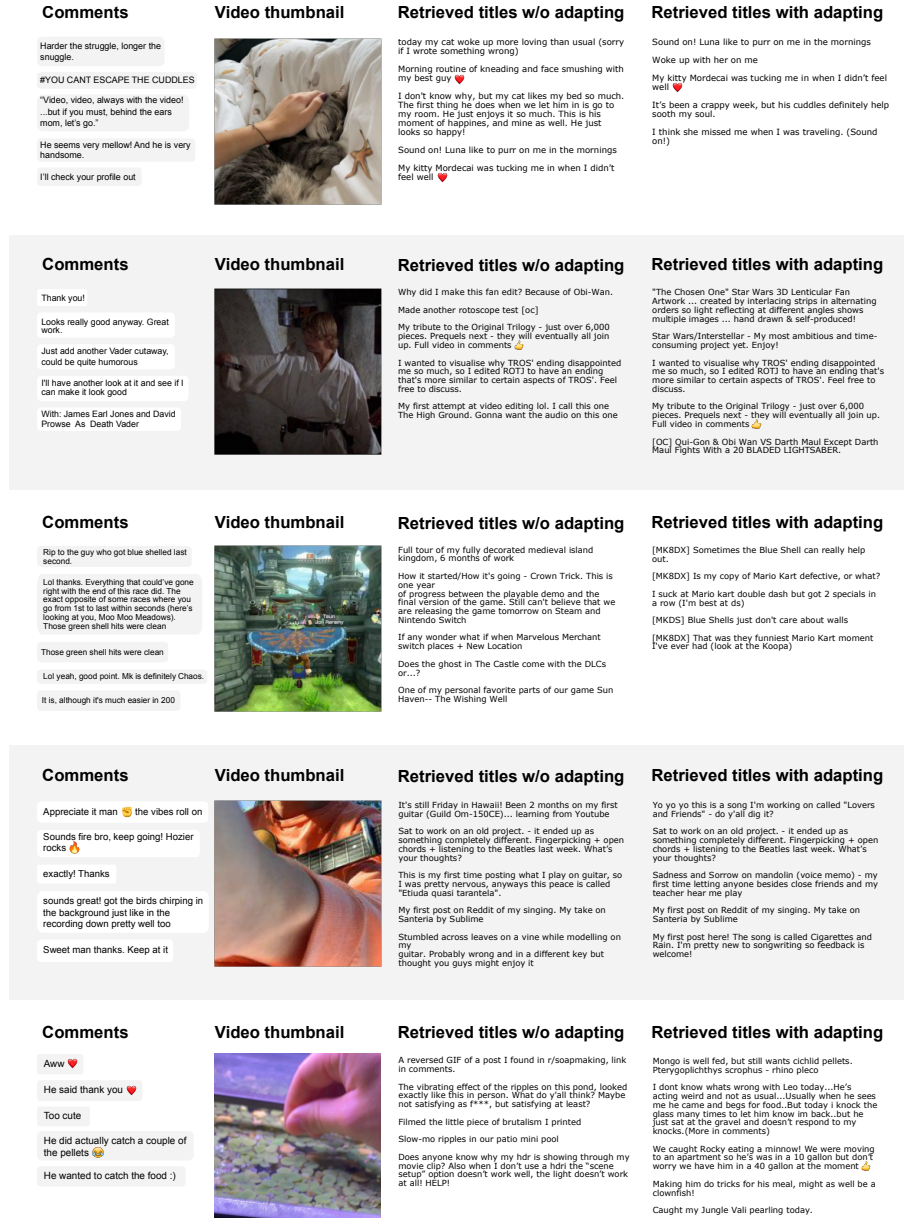 Comments
Video thumbnail
Retrieved titles w/o adapting
Retrieved titles with adapting
Harder the struggle, longer the
snuggle.
#YOU CANT ESCAPE THE CUDDLES
"Video, video, always with the video!
...but if you must, behind the ears
mom, let's go."
He seems very mellow! And he is very
handsome.
I'll check your profile out
today my cat woke up more loving than usual (sorry
if I wrote something wrong)
Morning routine of kneading and face smushing with
my best guy ❤️
I don't know why, but my cat likes my bed so much.
The first thing he does when we let him in is go to
my room. He just enjoys it so much. This is his
moment of happines, and mine as well. He just
looks so happy!
Sound on! Luna like to purr on me in the mornings
My kitty Mordecai was tucking me in when I didn't
feel well ❤️
Sound on! Luna like to purr on me in the mornings
Woke up with her on me
My kitty Mordecai was tucking me in when I didn't feel
well ❤️
It's been a crappy week, but his cuddles definitely help
sooth my soul.
I think she missed me when I was traveling. (Sound
on!)
Comments
Video thumbnail
Retrieved titles w/o adapting
Retrieved titles with adapting
Thank you!
Looks really good anyway. Great
work.
Just add another Vader cutaway,
could be quite humorous
I'll have another look at it and see if I
can make it look good
With: James Earl Jones and David
Prowse As Death Vader
Why did I make this fan edit? Because of Obi-Wan.
Made another rotoscope test [oc]
My tribute to the Original Trilogy - just over 6,000
pieces. Prequels next - they will eventually all join
up. Full video in comments 👍
I wanted to visualise why TROS' ending disappointed
me so much, so I edited ROTJ to have an ending
that's more similar to certain aspects of TROS'. Feel
free to discuss.
My first attempt at video editing lol. I call this one
The High Ground. Gonna want the audio on this one
"The Chosen One" Star Wars 3D Lenticular Fan
Artwork ... created by interlacing strips in alternating
orders so light reflecting at different angles shows
multiple images ... hand drawn & self-produced!
Star Wars/Interstellar - My most ambitious and time-
consuming project yet. Enjoy!
I wanted to visualise why TROS' ending disappointed
me so much, so I edited ROTJ to have an ending
that's more similar to certain aspects of TROS'. Feel free to
discuss.
My tribute to the Original Trilogy - just over 6,000
pieces. Prequels next - they will eventually all join up.
Full video in comments 👍
[OC] Qui-Gon & Obi Wan VS Darth Maul Except Darth
Maul Fights With a 20 BLADED LIGHTSABER.
Comments
Video thumbnail
Retrieved titles w/o adapting
Retrieved titles with adapting
Rip to the guy who got blue shelled last
second.
Lol thanks. Everything that could've gone
right with the end of this race did. The
exact opposite of some races where you
go from 1st to last within seconds (here's
looking at you, Moo Moo Meadows).
Those green shell hits were clean
Those green shell hits were clean
Lol yeah, good point. Mk is definitely Chaos.
It is, although it's much easier in 200
Full tour of my fully decorated medieval island
kingdom, 6 months of work
How it started/How it's going - Crown Trick. This is
one year
of progress between the playable demo and the
final version of the game. Still can't believe that we
are releasing the game tomorrow on Steam and
Nintendo Switch
If any wonder what if when Marvelous Merchant
switch places + New Location
Does the ghost in The Castle come with the DLCs
or...?
One of my personal favorite parts of our game Sun
Haven-- The Wishing Well
[MK8DX] Sometimes the Blue Shell can really help
out.
[MK8DX] Is my copy of Mario Kart defective, or what?
I suck at Mario kart double dash but got 2 specials in
a row (I'm best at ds)
[MKDS] Blue Shells just don't care about walls
[MK8DX] That was they funniest Mario Kart moment
I've ever had (look at the Koopa)
Comments
Video thumbnail
Retrieved titles w/o adapting
Retrieved titles with adapting
Appreciate it man ✊ the vibes roll on
Sounds fire bro, keep going! Hozier
rocks 🔥
exactly! Thanks
sounds great! got the birds chirping in
the background just like in the
recording down pretty well too
Sweet man thanks. Keep at it
It's still Friday in Hawaii! Been 2 months on my first
guitar (Guild Om-150CE)... learning from Youtube
Sat to work on an old project. - it ended up as
something completely different. Fingerpicking + open
chords + listening to the Beatles last week. What's
your thoughts?
This is my first time posting what I play on guitar, so
I was pretty nervous, anyways this peace is called
"Etiuda quasi tarantela".
My first post on Reddit of my singing. My take on
Santeria by Sublime
Stumbled across leaves on a vine while modelling on
my
guitar. Probably wrong and in a different key but
thought you guys might enjoy it
Yo yo yo this is a song I'm working on called "Lovers
and Friends" - do y'all dig it?
Sat to work on an old project. - it ended up as
something completely different. Fingerpicking + open
chords + listening to the Beatles last week. What's
your thoughts?
Sadness and Sorrow on mandolin (voice memo) - my
first time letting anyone besides close friends and my
teacher hear me play
My first post on Reddit of my singing. My take on
Santeria by Sublime
My first post here! The song is called Cigarettes and
Rain. I'm pretty new to songwriting so feedback is
welcome!
Comments
Video thumbnail
Retrieved titles w/o adapting
Retrieved titles with adapting
Aww ❤️
He said thank you ❤️
Too cute
He did actually catch a couple of
the pellets 😂
He wanted to catch the food :)
A reversed GIF of a post I found in r/soapmaking, link
in comments.
The vibrating effect of the ripples on this pond, looked
exactly like this in person. What do y'all think? Maybe
not satisfying as f***, but satisfying at least?
Filmed the little piece of brutalism I printed
Slow-mo ripples in our patio mini pool
Does anyone know why my hdr is showing through my
movie clip? Also when I don't use a hdri the "scene
setup" option doesn't work well, the light doesn't work
at all! HELP!
Mongo is well fed, but still wants cichlid pellets.
Pterygoplichthys scrophus - rhino pleco
I dont know whats wrong with Leo today...He's
acting weird and not as usual...Usually when he sees
me he came and begs for food..But today i knock the
glass many times to let him know im back..but he
just sat at the gravel and doesn't respond to my
knocks.(More in comments)
We caught Rocky eating a minnow! We were moving
to an apartment so he's was in a 10 gallon but don't
worry we have him in a 40 gallon at the moment 👍
Making him do tricks for his meal, might as well be a
clownfish!
Caught my Jungle Vali pearling today.